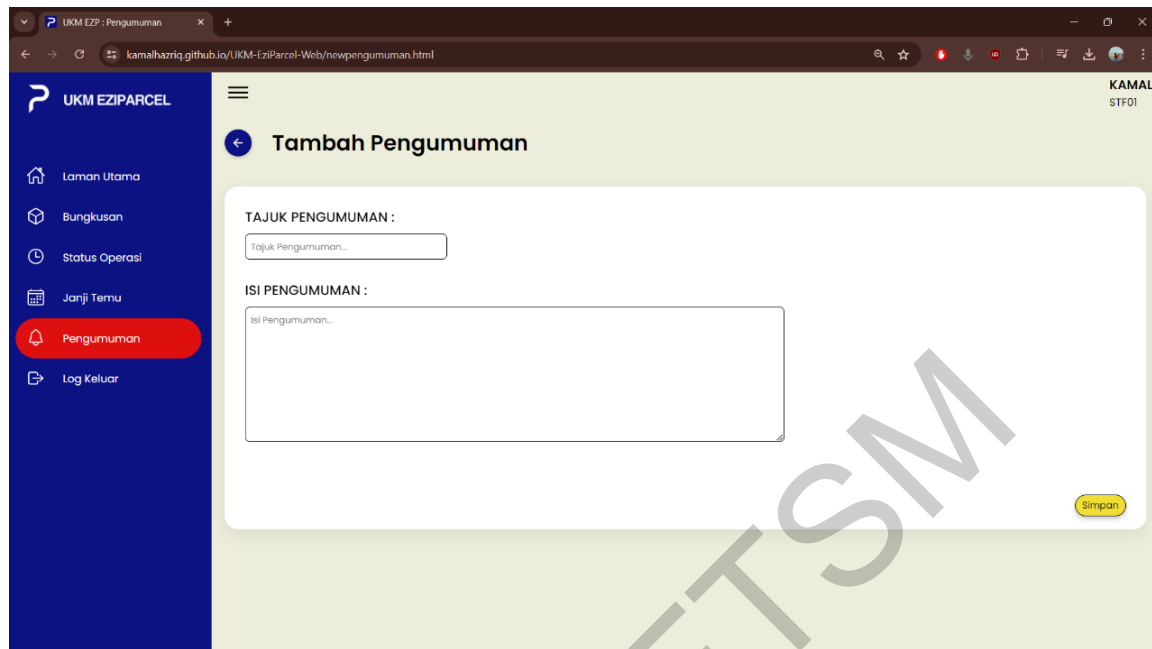 UKM EZP : Pengumuman
kamalhazriq.github.io/UKM-EziParcel-Web/newpengumuman.html
UKM EZIPARCEL
KAMAL
STF01
Tambah Pengumuman
Laman Utama
Bungkusan
Status Operasi
Janji Temu
Pengumuman
Log Keluar
TAJUK PENGUMUMAN :
Tajuk Pengumuman...
ISI PENGUMUMAN :
Isi Pengumuman...
Simpan
FTSM